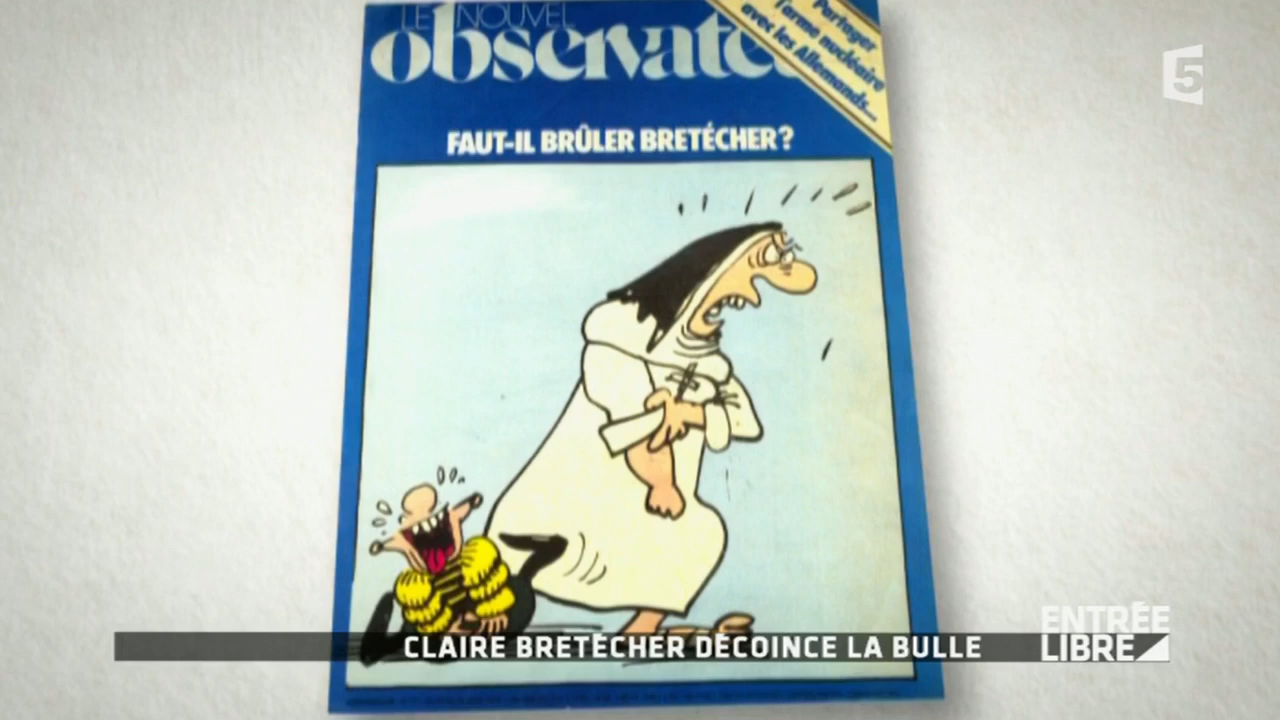 LE NOUVEL
observate
Partager
l'arme nucléaire
avec les Allemands...
5
FAUT-IL BRÛLER BRETÉCHER?
CLAIRE BRETÉCHER DÉCOINCE LA BULLE
ENTRÉE
LIBRE